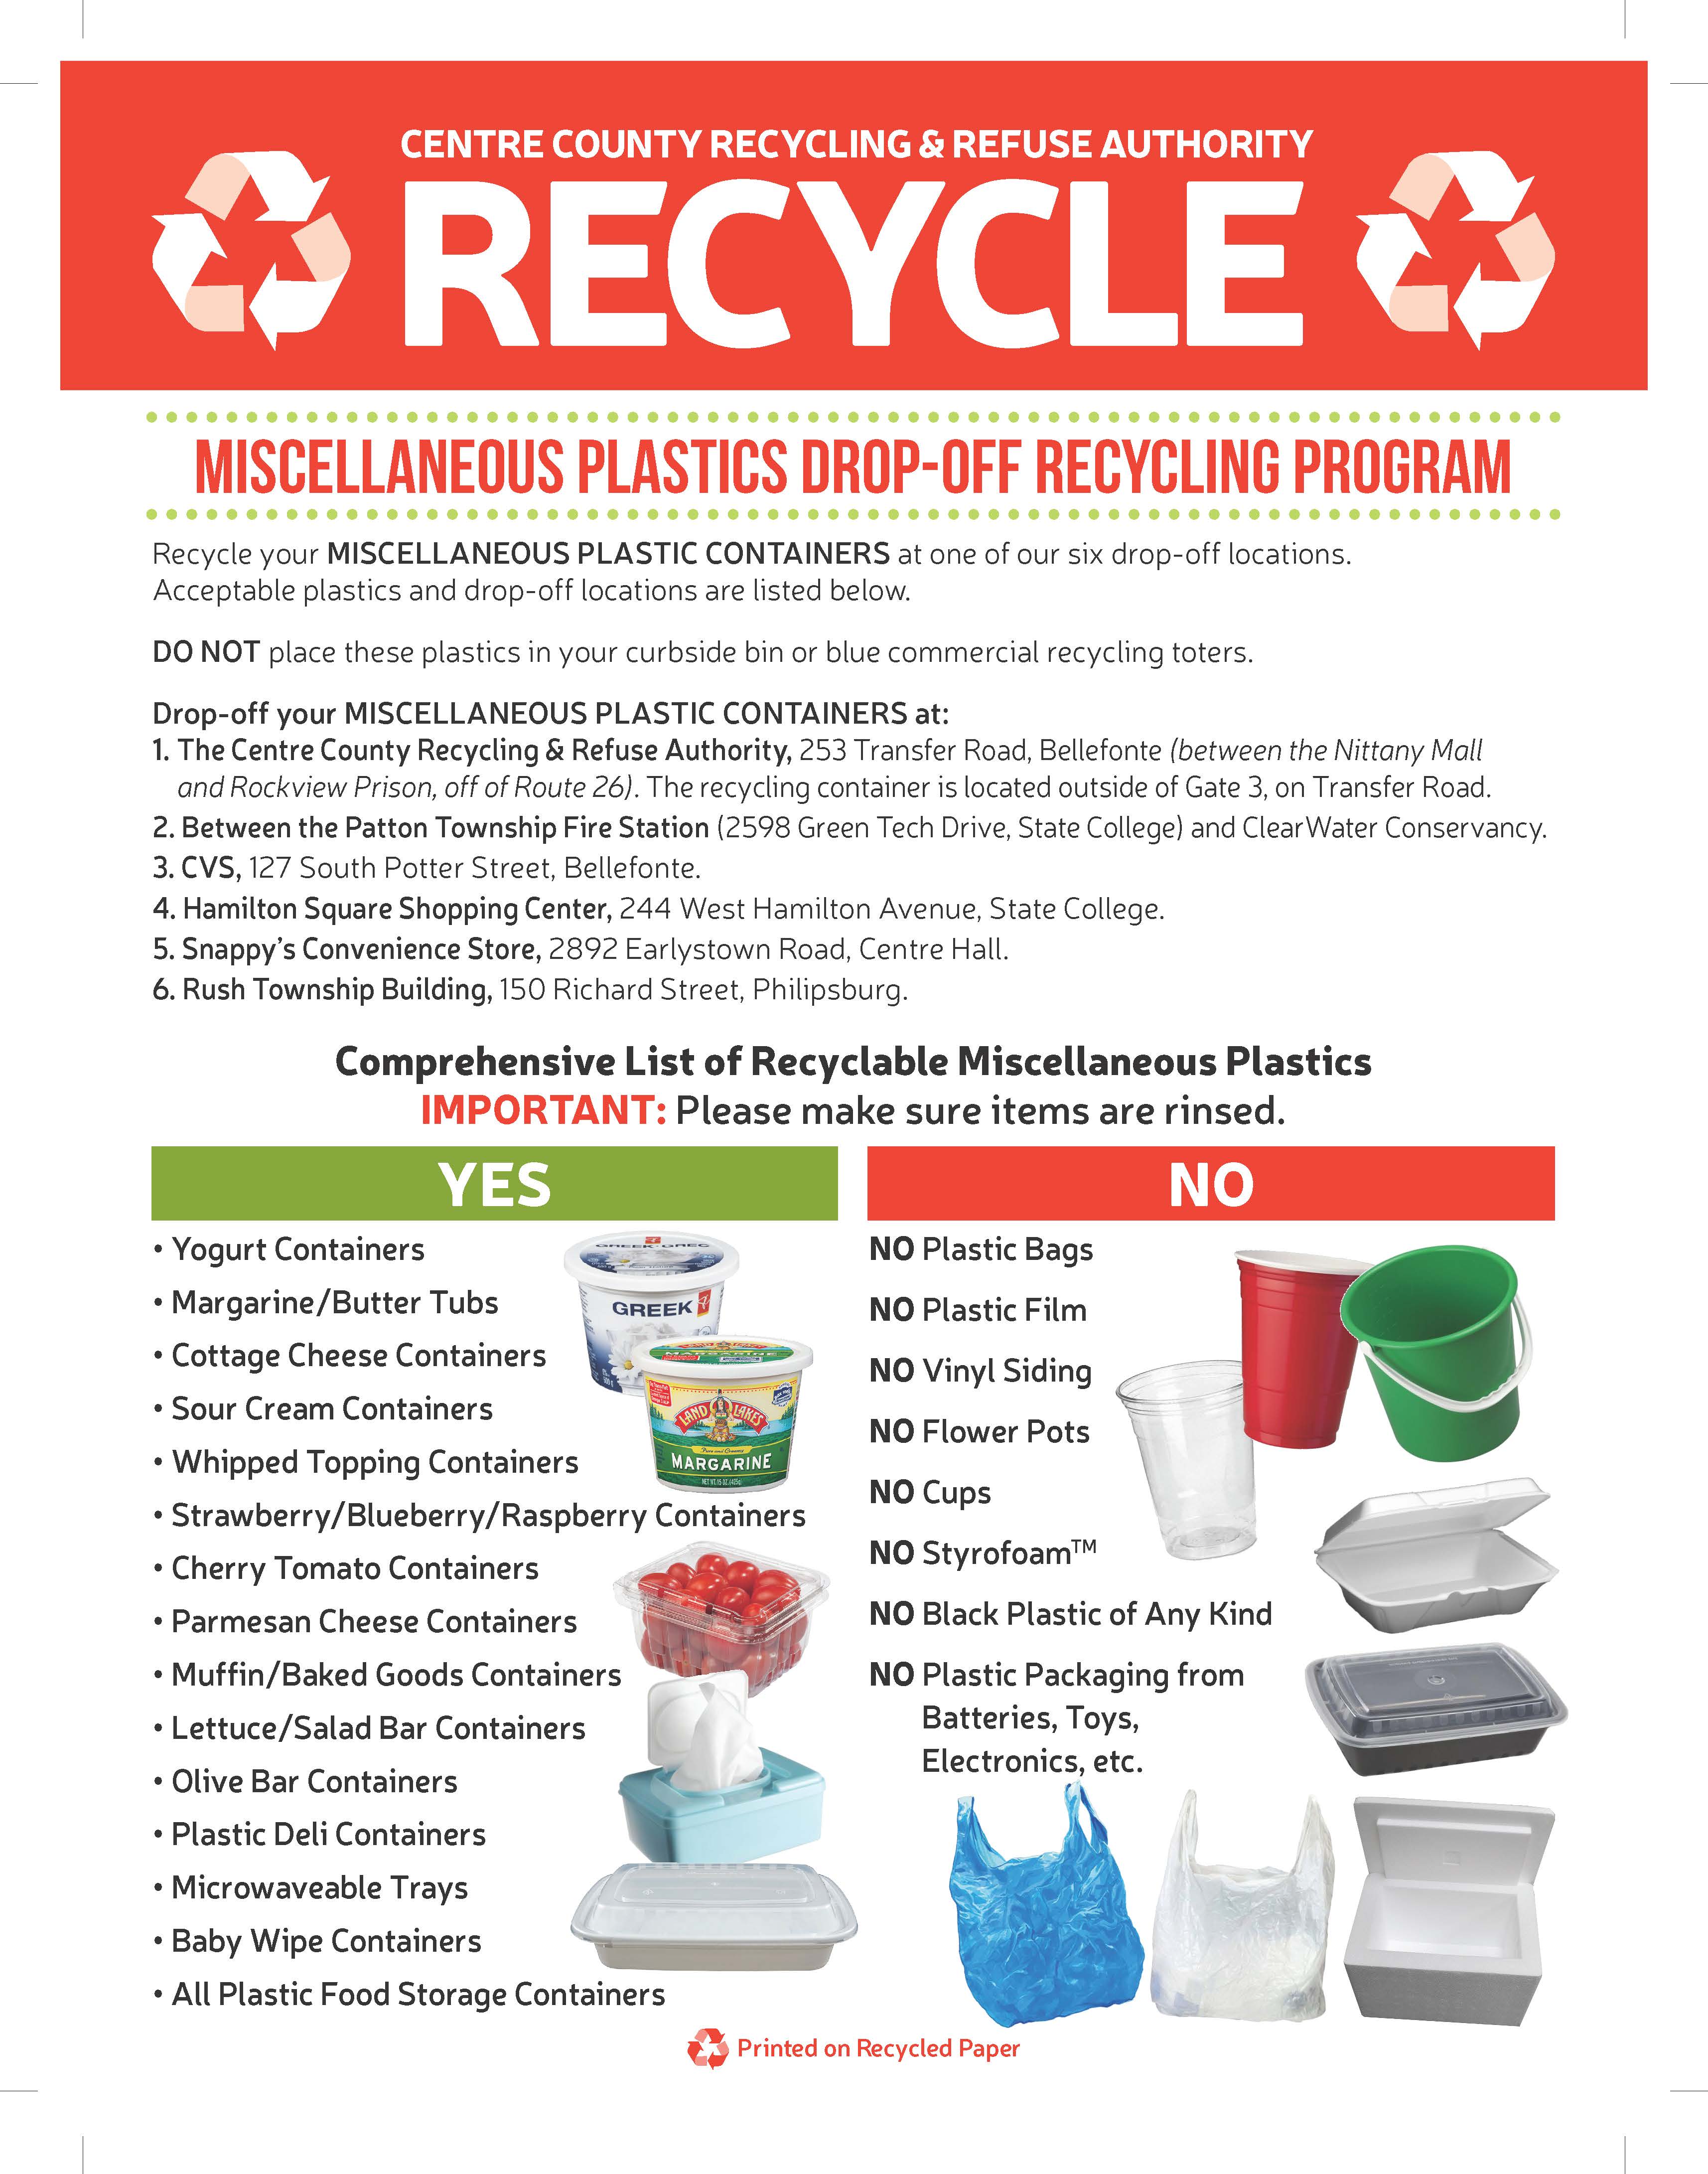 CENTRE COUNTY RECYCLING & REFUSE AUTHORITY
RECYCLE
MISCELLANEOUS PLASTICS DROP-OFF RECYCLING PROGRAM
Recycle your MISCELLANEOUS PLASTIC CONTAINERS at one of our six drop-off locations.
Acceptable plastics and drop-off locations are listed below.
DO NOT place these plastics in your curbside bin or blue commercial recycling toters.
Drop-off your MISCELLANEOUS PLASTIC CONTAINERS at:
1. The Centre County Recycling & Refuse Authority, 253 Transfer Road, Bellefonte (between the Nittany Mall
and Rockview Prison, off of Route 26). The recycling container is located outside of Gate 3, on Transfer Road.
2. Between the Patton Township Fire Station (2598 Green Tech Drive, State College) and ClearWater Conservancy.
3. CVS, 127 South Potter Street, Bellefonte.
4. Hamilton Square Shopping Center, 244 West Hamilton Avenue, State College.
5. Snappy's Convenience Store, 2892 Earlystown Road, Centre Hall.
6. Rush Township Building, 150 Richard Street, Philipsburg.
Comprehensive List of Recyclable Miscellaneous Plastics
IMPORTANT: Please make sure items are rinsed.
YES
• Yogurt Containers
• Margarine/Butter Tubs
• Cottage Cheese Containers
• Sour Cream Containers
• Whipped Topping Containers
• Strawberry/Blueberry/Raspberry Containers
• Cherry Tomato Containers
• Parmesan Cheese Containers
• Muffin/Baked Goods Containers
• Lettuce/Salad Bar Containers
• Olive Bar Containers
• Plastic Deli Containers
• Microwaveable Trays
• Baby Wipe Containers
• All Plastic Food Storage Containers
GREEK
LAND O LAKES
MARGARINE
NO
NO Plastic Bags
NO Plastic Film
NO Vinyl Siding
NO Flower Pots
NO Cups
NO Styrofoam™
NO Black Plastic of Any Kind
NO Plastic Packaging from
Batteries, Toys,
Electronics, etc.
Printed on Recycled Paper